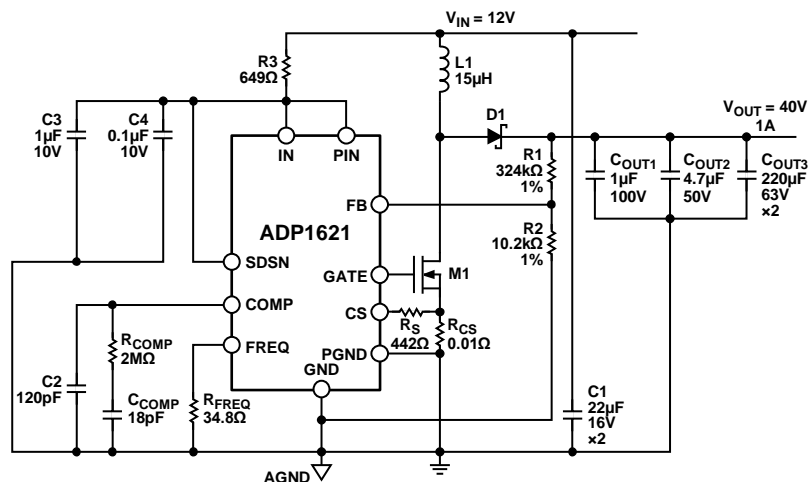 V_IN = 12V
R3
649Ω
L1
15µH
C3
1µF
10V
C4
0.1µF
10V
D1
V_OUT = 40V
1A
IN
PIN
R1
324kΩ
1%
C_OUT1
1µF
100V
C_OUT2
4.7µF
50V
C_OUT3
220µF
63V
×2
FB
ADP1621
R2
10.2kΩ
1%
SDSN
GATE
M1
COMP
CS
R_S
442Ω
R_CS
0.01Ω
R_COMP
2MΩ
FREQ
PGND
GND
C2
120pF
C_COMP
18pF
R_FREQ
34.8Ω
C1
22µF
16V
×2
AGND